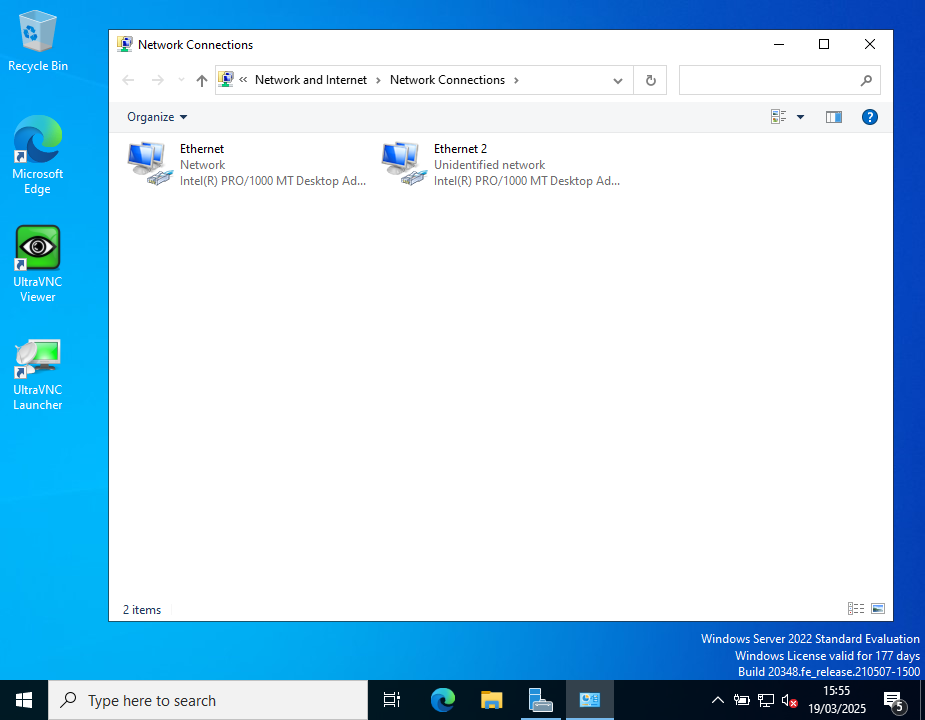 Recycle Bin
Microsoft
Edge
UltraVNC
Viewer
UltraVNC
Launcher
Network Connections
« Network and Internet › Network Connections ›
Organize
Ethernet
Network
Intel(R) PRO/1000 MT Desktop Ad...
Ethernet 2
Unidentified network
Intel(R) PRO/1000 MT Desktop Ad...
2 items
Windows Server 2022 Standard Evaluation
Windows License valid for 177 days
Build 20348.fe_release.210507-1500
Type here to search
15:55
19/03/2025
5